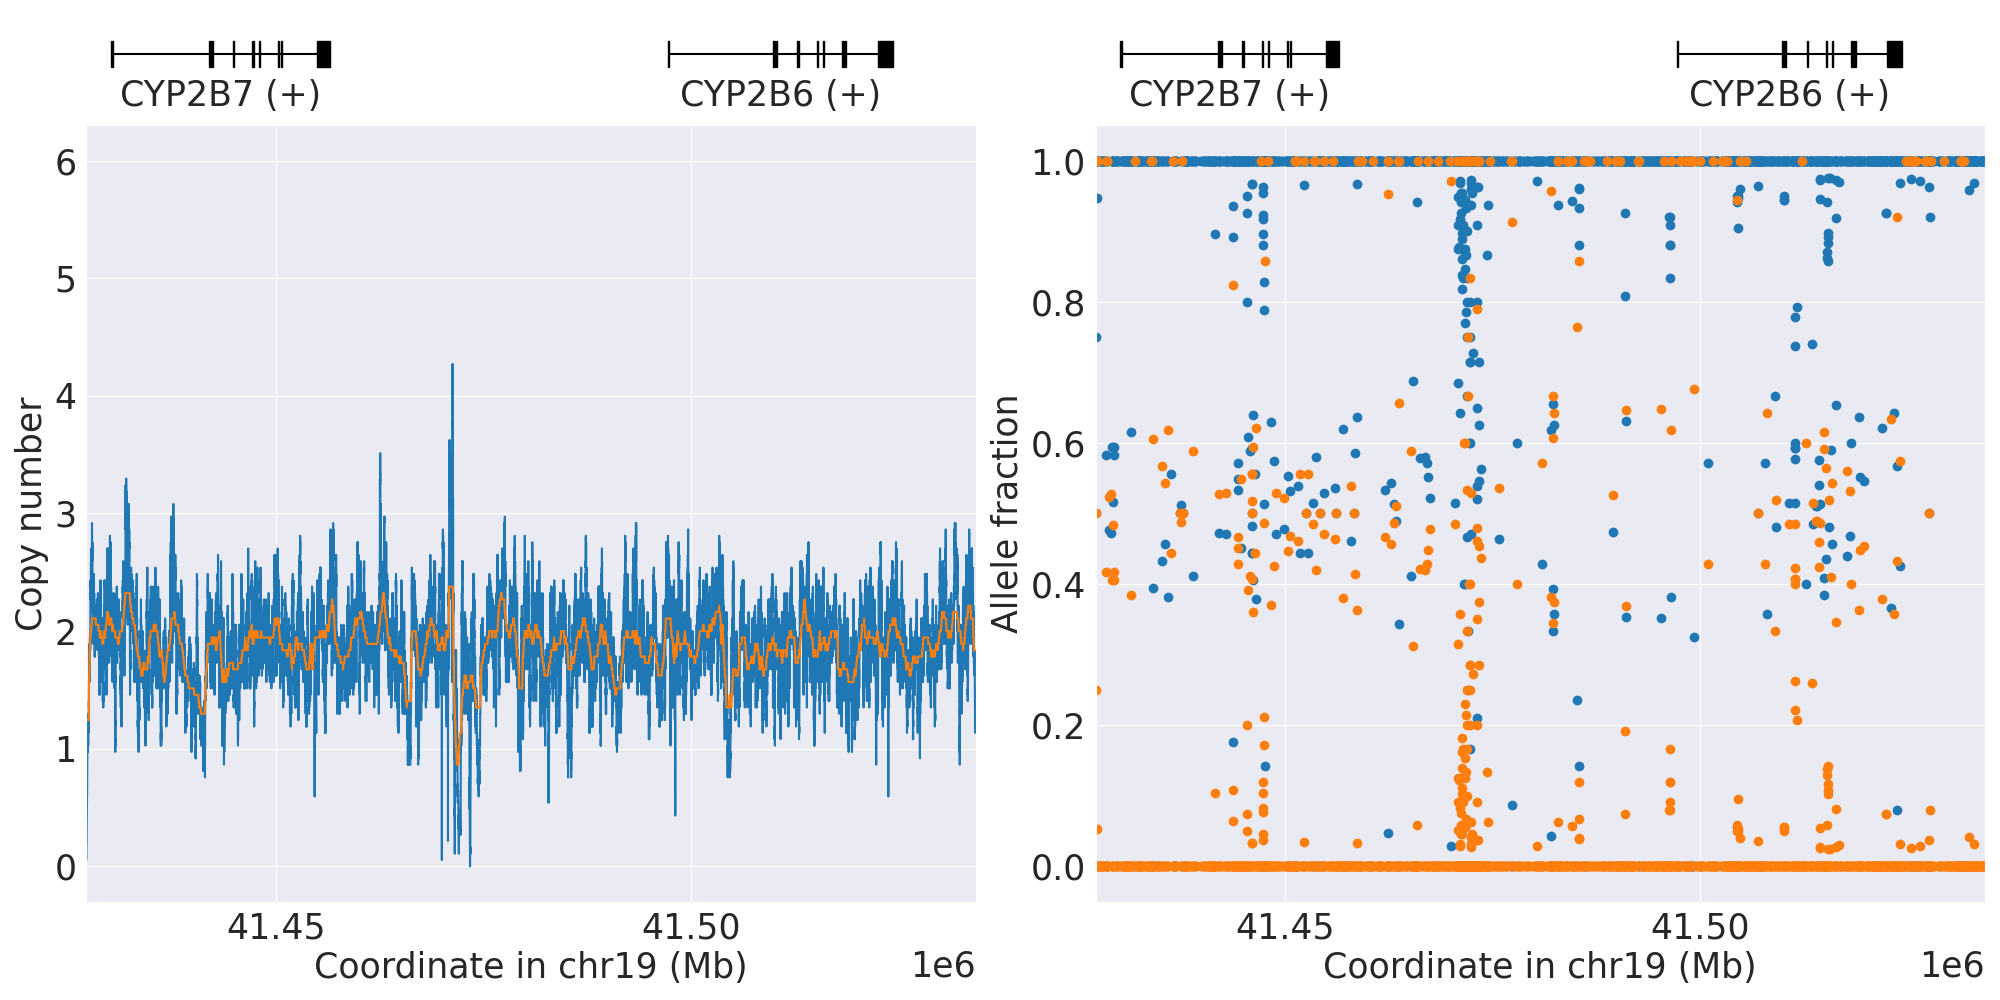 CYP2B7 (+)
CYP2B6 (+)
CYP2B7 (+)
CYP2B6 (+)
6
5
4
3
2
1
0
Copy number
41.45
41.50
Coordinate in chr19 (Mb)
1e6
1.0
0.8
0.6
0.4
0.2
0.0
Allele fraction
41.45
41.50
Coordinate in chr19 (Mb)
1e6